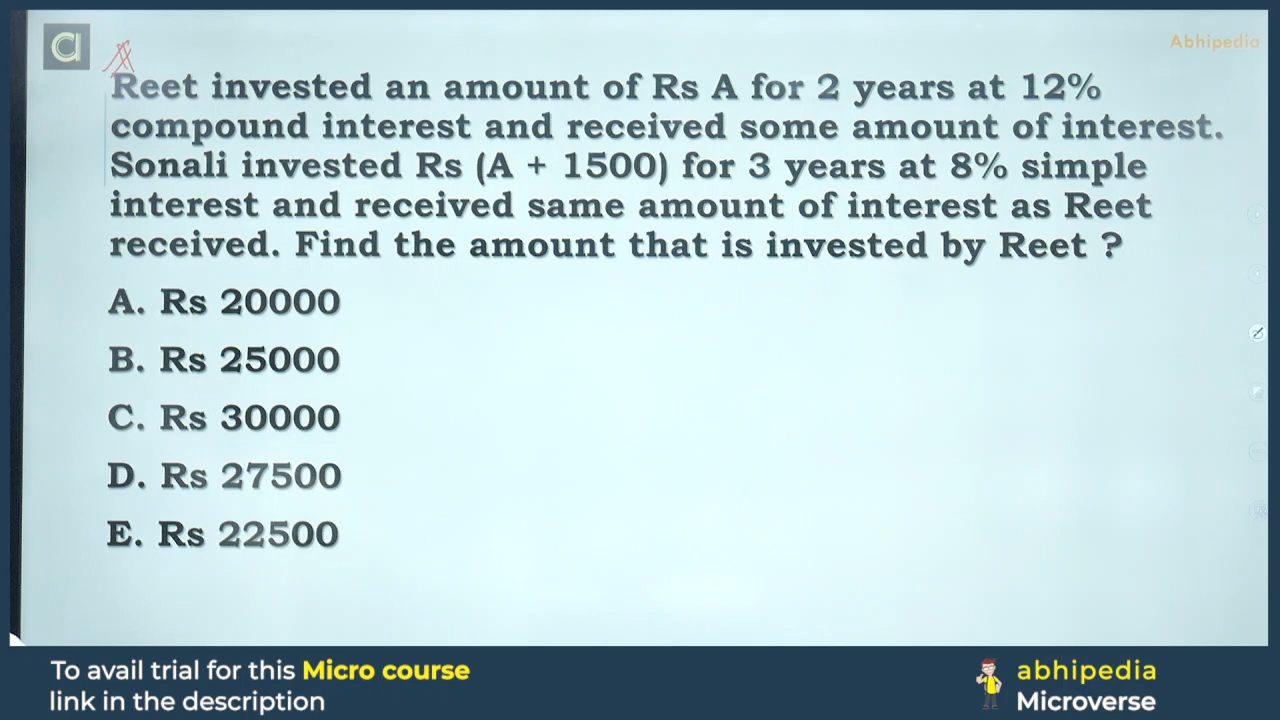 Abhipedia
Reet invested an amount of Rs A for 2 years at 12%
compound interest and received some amount of interest.
Sonali invested Rs (A + 1500) for 3 years at 8% simple
interest and received same amount of interest as Reet
received. Find the amount that is invested by Reet ?
A. Rs 20000
B. Rs 25000
C. Rs 30000
D. Rs 27500
E. Rs 22500
To avail trial for this Micro course
link in the description
abhipedia
Microverse